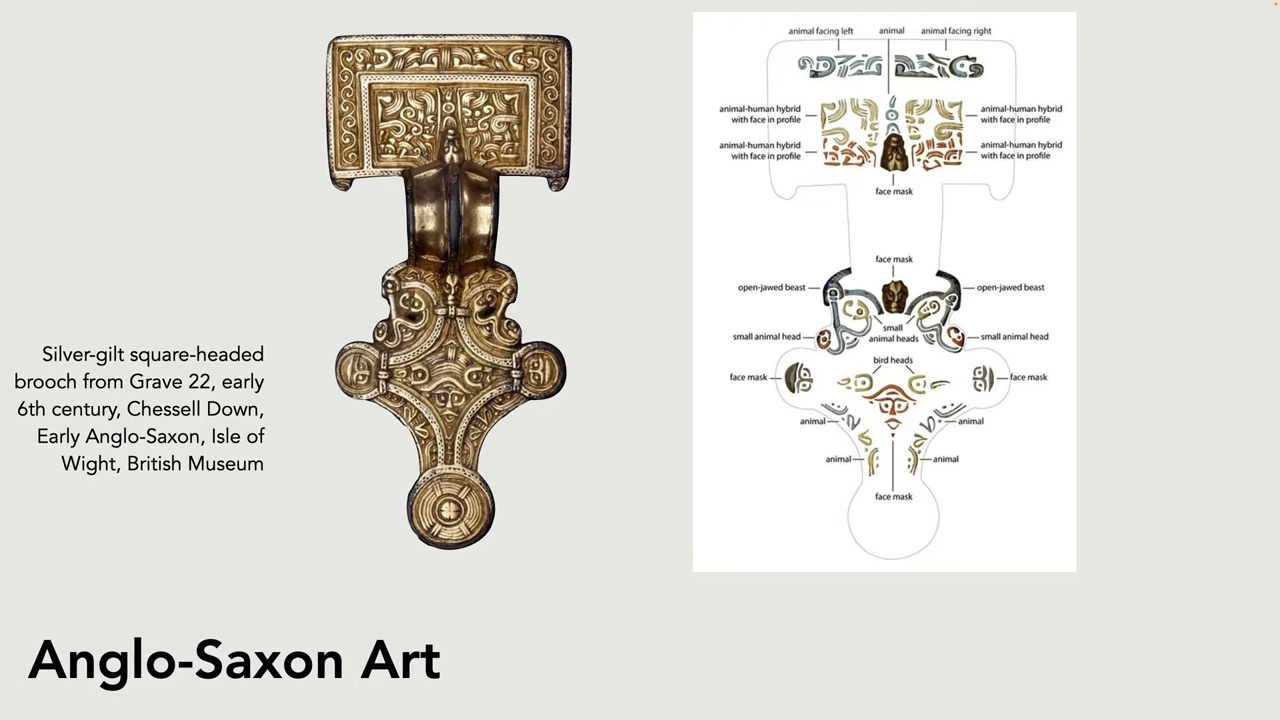 Silver-gilt square-headed
brooch from Grave 22, early
6th century, Chessell Down,
Early Anglo-Saxon, Isle of
Wight, British Museum
animal facing left
animal
animal facing right
animal-human hybrid
with face in profile
animal-human hybrid
with face in profile
animal-human hybrid
with face in profile
animal-human hybrid
with face in profile
face mask
face mask
open-jawed beast
open-jawed beast
small
animal heads
small animal head
small animal head
bird heads
face mask
face mask
animal
animal
animal
animal
face mask
Anglo-Saxon Art